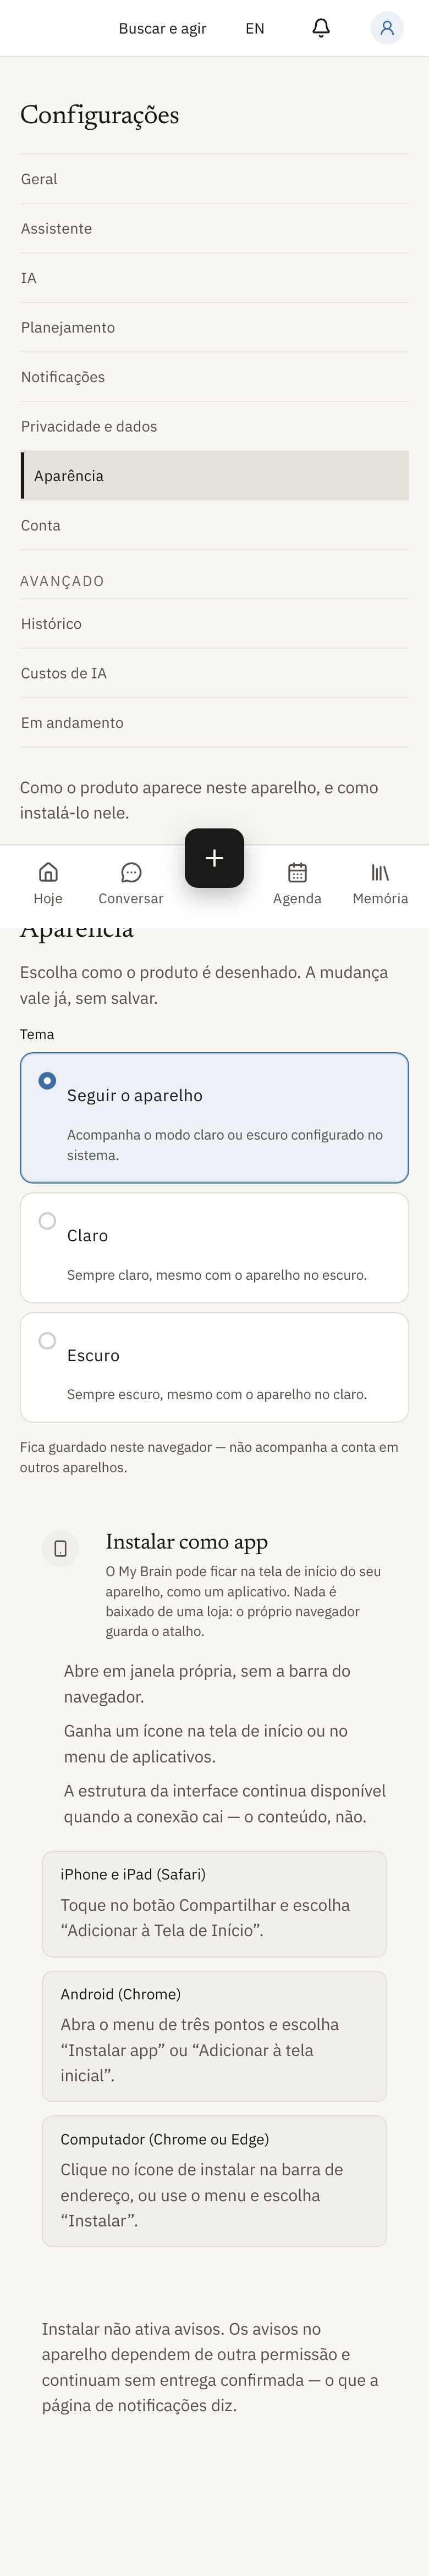 Buscar e agir
EN
Configurações
Geral
Assistente
IA
Planejamento
Notificações
Privacidade e dados
Aparência
Conta
AVANÇADO
Histórico
Custos de IA
Em andamento
Como o produto aparece neste aparelho, e como
instalá-lo nele.
Hoje
Conversar
Agenda
Memória
Aparência
Escolha como o produto é desenhado. A mudança
vale já, sem salvar.
Tema
Seguir o aparelho
Acompanha o modo claro ou escuro configurado no
sistema.
Claro
Sempre claro, mesmo com o aparelho no escuro.
Escuro
Sempre escuro, mesmo com o aparelho no claro.
Fica guardado neste navegador — não acompanha a conta em
outros aparelhos.
Instalar como app
O My Brain pode ficar na tela de início do seu
aparelho, como um aplicativo. Nada é
baixado de uma loja: o próprio navegador
guarda o atalho.
Abre em janela própria, sem a barra do
navegador.
Ganha um ícone na tela de início ou no
menu de aplicativos.
A estrutura da interface continua disponível
quando a conexão cai — o conteúdo, não.
iPhone e iPad (Safari)
Toque no botão Compartilhar e escolha
“Adicionar à Tela de Início”.
Android (Chrome)
Abra o menu de três pontos e escolha
“Instalar app” ou “Adicionar à tela
inicial”.
Computador (Chrome ou Edge)
Clique no ícone de instalar na barra de
endereço, ou use o menu e escolha
“Instalar”.
Instalar não ativa avisos. Os avisos no
aparelho dependem de outra permissão e
continuam sem entrega confirmada — o que a
página de notificações diz.